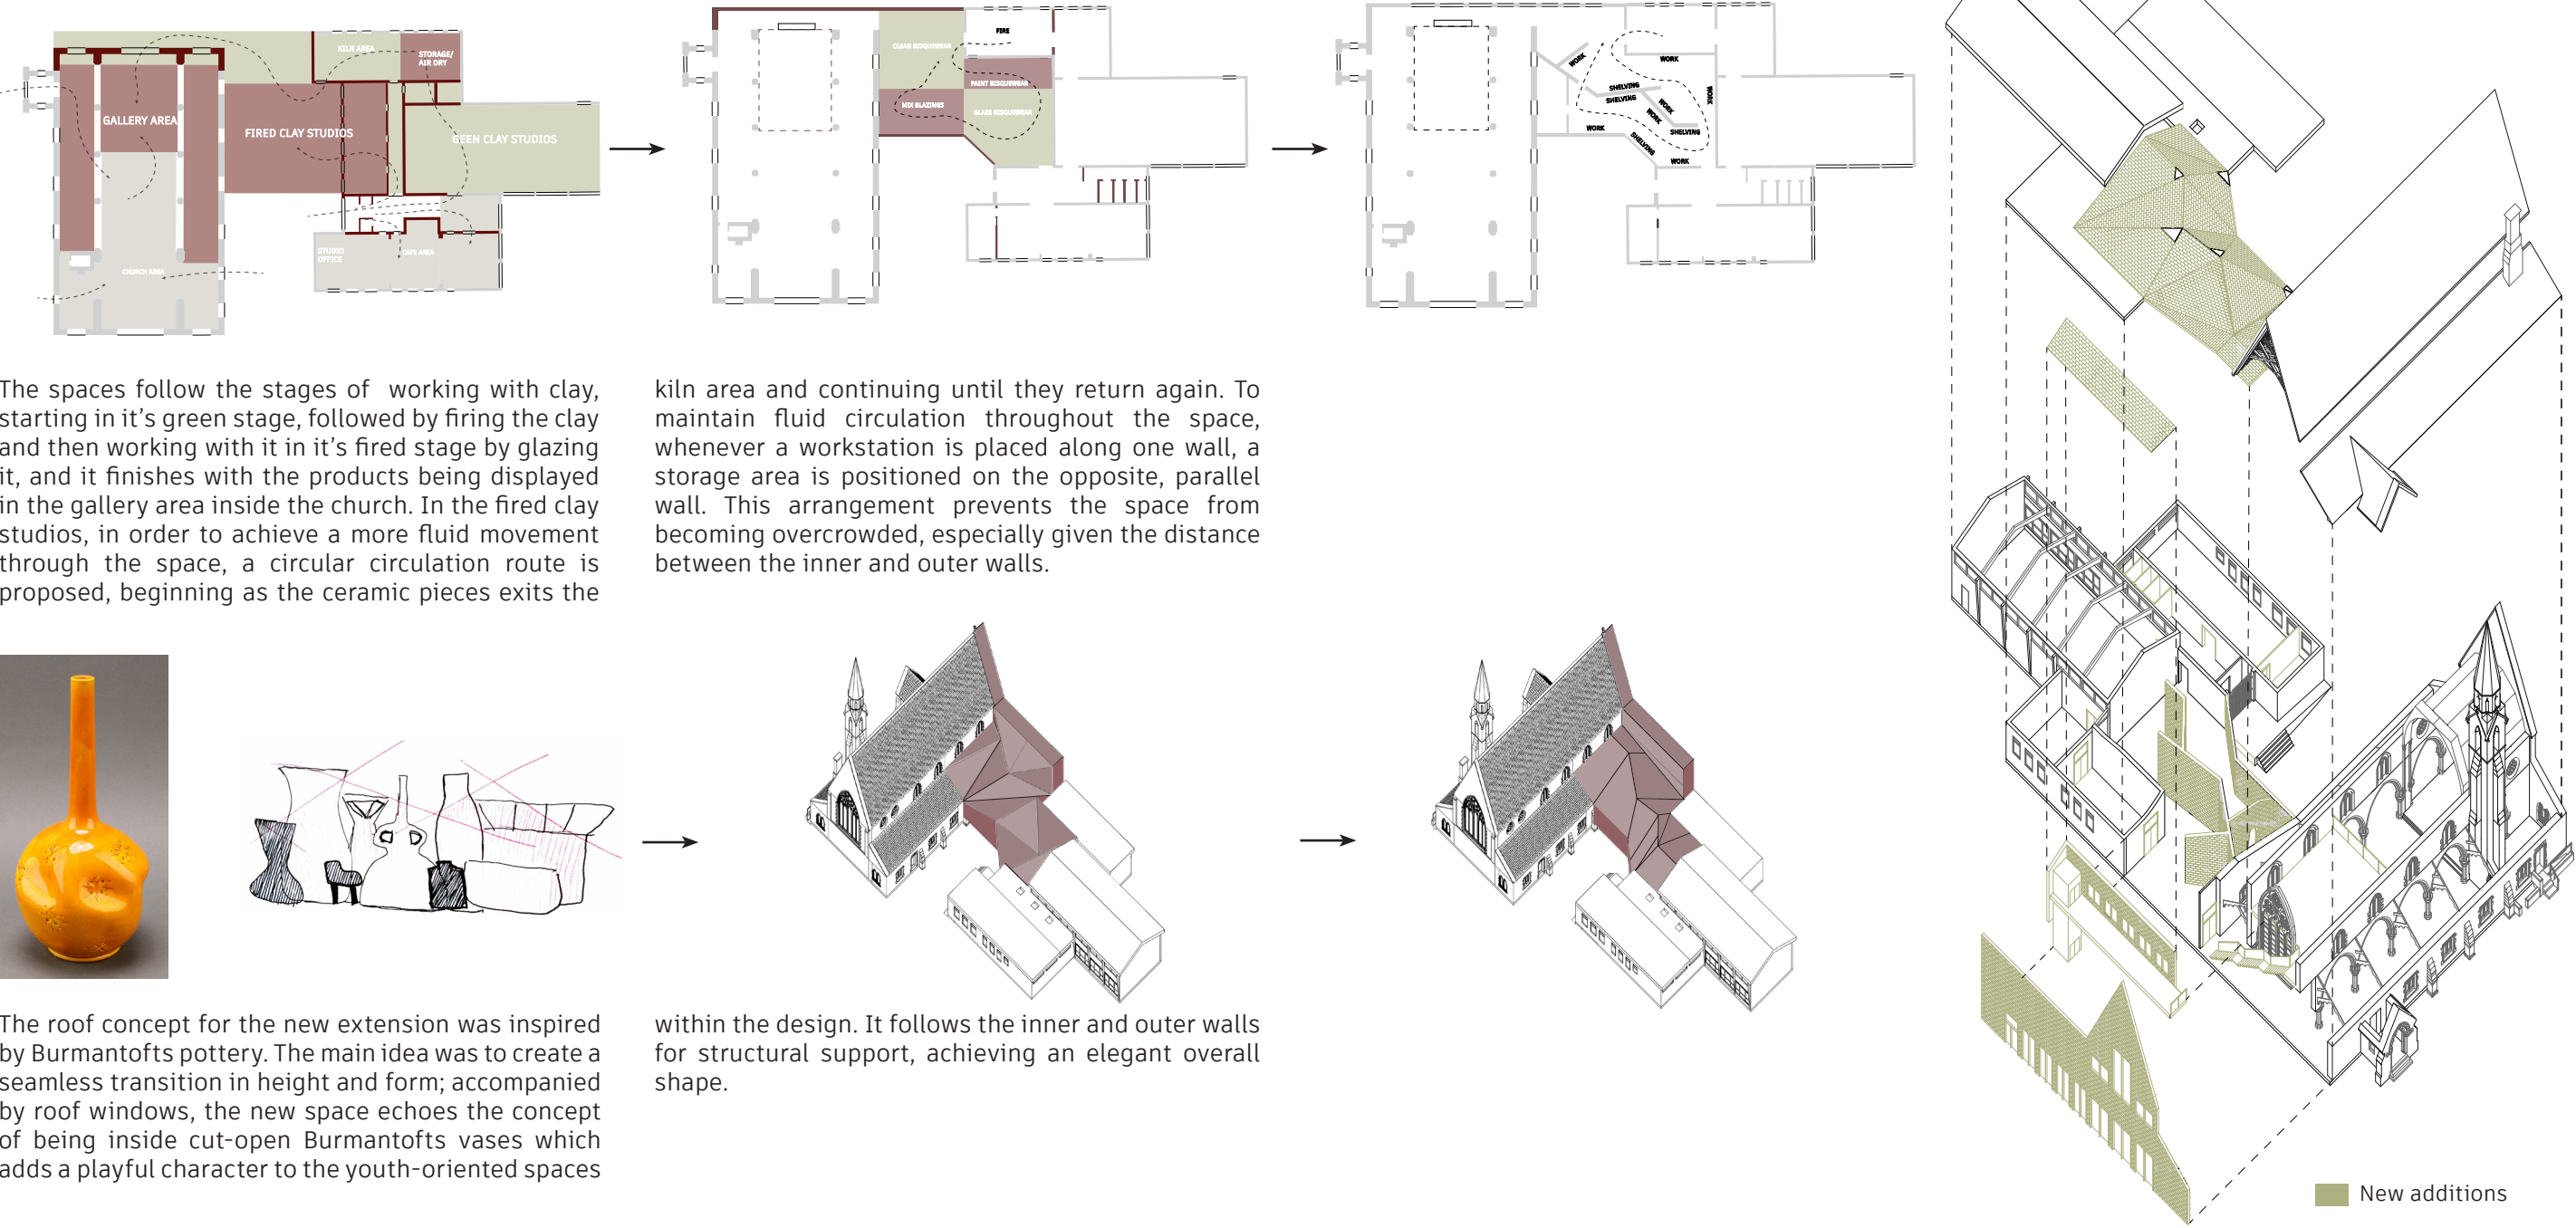 KILN AREA
STORAGE/
AIR DRY
GALLERY AREA
FIRED CLAY STUDIOS
GEEN CLAY STUDIOS
STUDIO
OFFICE
CAFE AREA
CHURCH AREA
CLEAR BISQUEWEAR
FIRE
PAINT BISQUEWEAR
MIX GLAZINGS
GLAZE BISQUEWEAR
WORK
WORK
SHELVING
SHELVING
WORK
WORK
WORK
WORK
SHELVING
SHELVING
WORK
The spaces follow the stages of working with clay,
starting in it's green stage, followed by firing the clay
and then working with it in it's fired stage by glazing
it, and it finishes with the products being displayed
in the gallery area inside the church. In the fired clay
studios, in order to achieve a more fluid movement
through the space, a circular circulation route is
proposed, beginning as the ceramic pieces exits the
kiln area and continuing until they return again. To
maintain fluid circulation throughout the space,
whenever a workstation is placed along one wall, a
storage area is positioned on the opposite, parallel
wall. This arrangement prevents the space from
becoming overcrowded, especially given the distance
between the inner and outer walls.
The roof concept for the new extension was inspired
by Burmantofts pottery. The main idea was to create a
seamless transition in height and form; accompanied
by roof windows, the new space echoes the concept
of being inside cut-open Burmantofts vases which
adds a playful character to the youth-oriented spaces
within the design. It follows the inner and outer walls
for structural support, achieving an elegant overall
shape.
New additions